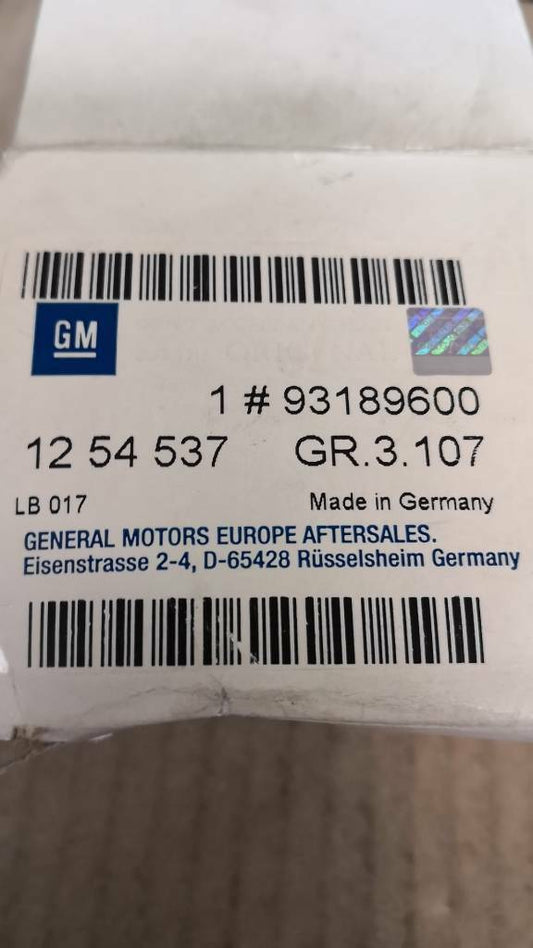 GM
1 # 93189600
12 54 537 GR.3.107
LB 017 Made in Germany
GENERAL MOTORS EUROPE AFTERSALES.
Eisenstrasse 2-4, D-65428 Rüsselsheim Germany